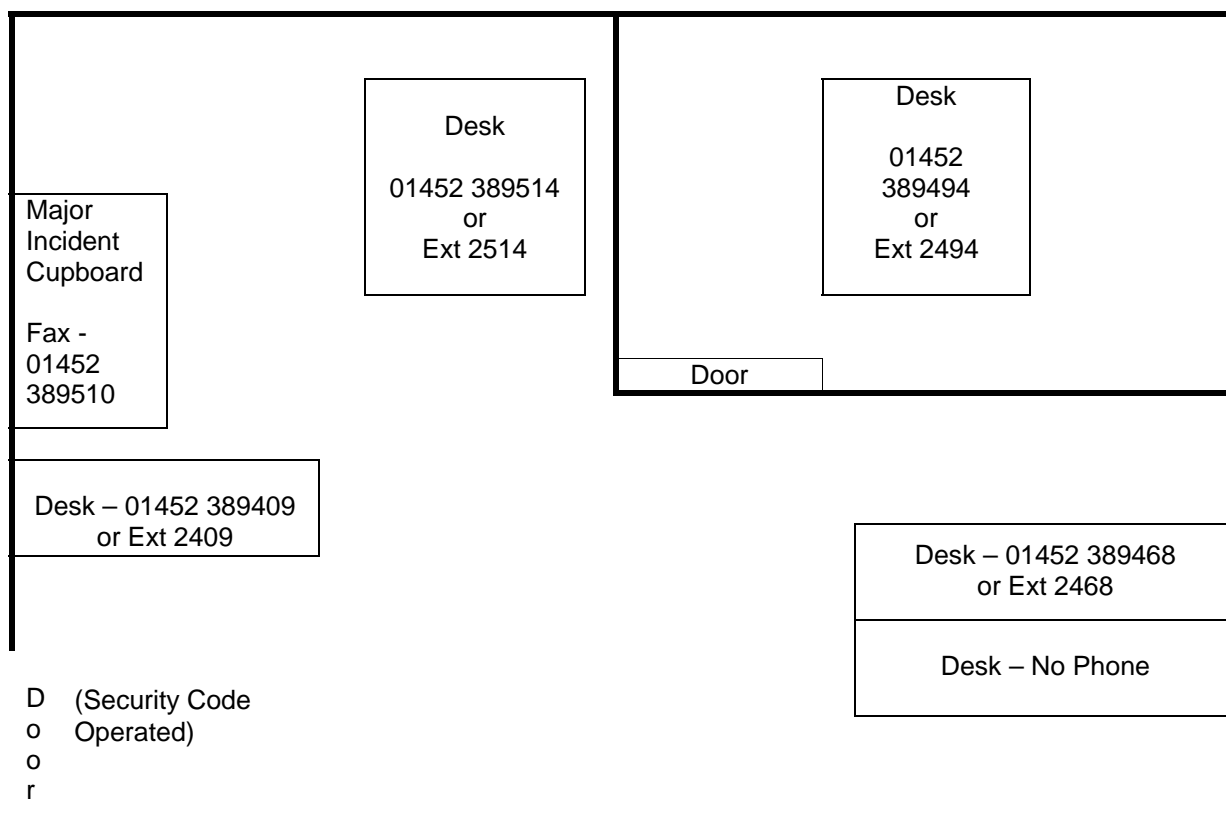 Desk
01452 389514
or
Ext 2514
Desk
01452
389494
or
Ext 2494
Major
Incident
Cupboard
Fax -
01452
389510
Door
Desk – 01452 389409
or Ext 2409
Desk – 01452 389468
or Ext 2468
Desk – No Phone
D
o
o
r
(Security Code
Operated)